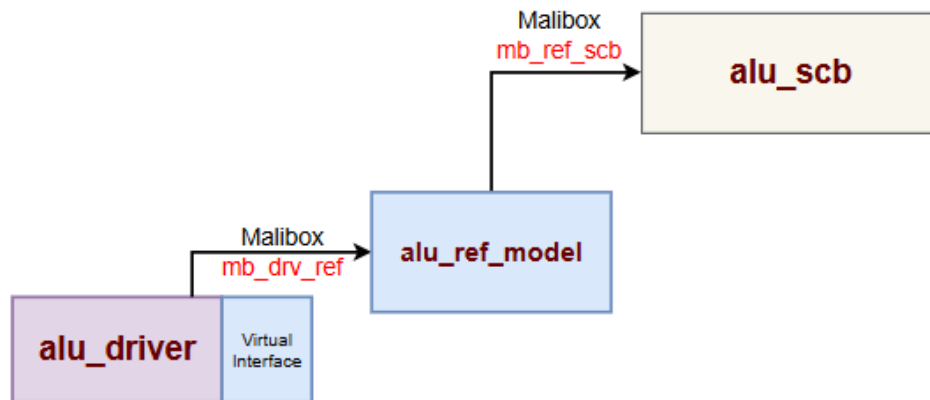 Malibox
mb_ref_scb
alu_scb
Malibox
mb_drv_ref
alu_ref_model
alu_driver
Virtual
Interface